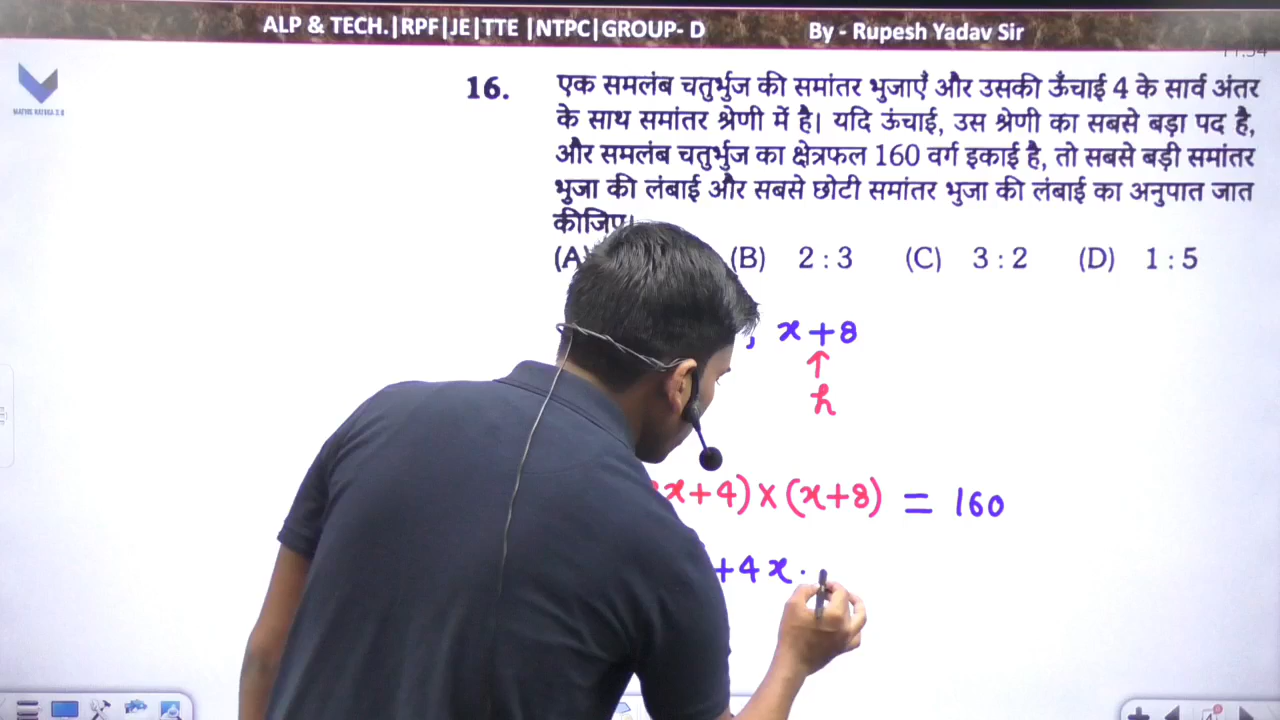 ALP & TECH.|RPF|JE|TTE |NTPC|GROUP- D By - Rupesh Yadav Sir
16. एक समलंब चतुर्भुज की समांतर भुजाएँ और उसकी ऊँचाई 4 के सार्व अंतर
के साथ समांतर श्रेणी में है। यदि ऊंचाई, उस श्रेणी का सबसे बड़ा पद है,
और समलंब चतुर्भुज का क्षेत्रफल 160 वर्ग इकाई है, तो सबसे बड़ी समांतर
भुजा की लंबाई और सबसे छोटी समांतर भुजा की लंबाई का अनुपात जात
कीजिए।
(A) (B) 2 : 3 (C) 3 : 2 (D) 1 : 5
, x + 8
↑
h
x+4) × (x+8) = 160
+4x